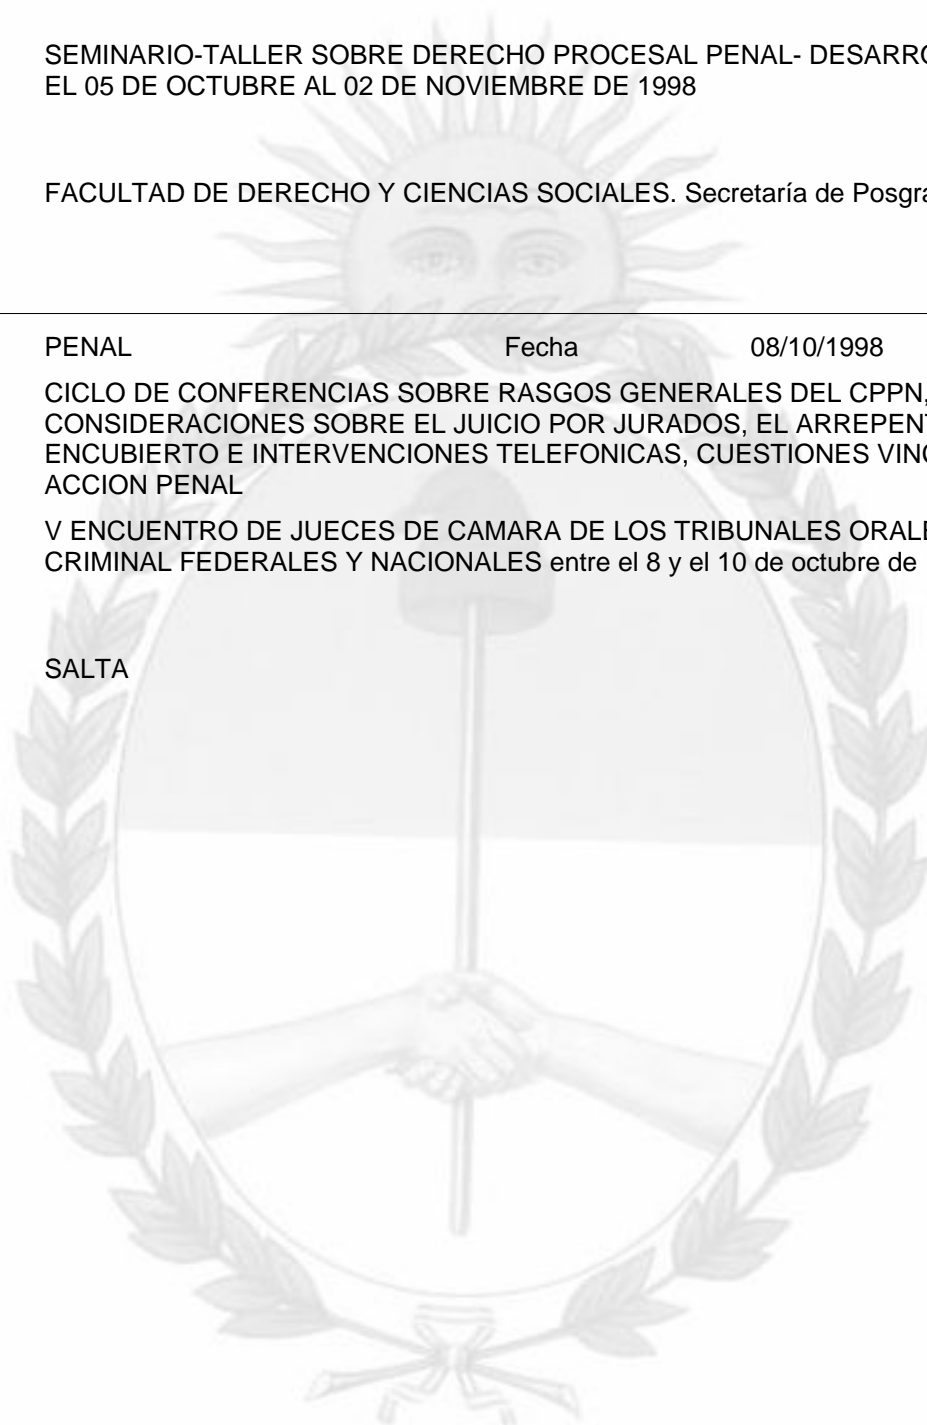 SEMINARIO-TALLER SOBRE DERECHO PROCESAL PENAL- DESARRO
EL 05 DE OCTUBRE AL 02 DE NOVIEMBRE DE 1998
FACULTAD DE DERECHO Y CIENCIAS SOCIALES. Secretaría de Posgra
PENAL Fecha 08/10/1998
CICLO DE CONFERENCIAS SOBRE RASGOS GENERALES DEL CPPN,
CONSIDERACIONES SOBRE EL JUICIO POR JURADOS, EL ARREPENT
ENCUBIERTO E INTERVENCIONES TELEFONICAS, CUESTIONES VINC
ACCION PENAL
V ENCUENTRO DE JUECES DE CAMARA DE LOS TRIBUNALES ORALE
CRIMINAL FEDERALES Y NACIONALES entre el 8 y el 10 de octubre de
SALTA